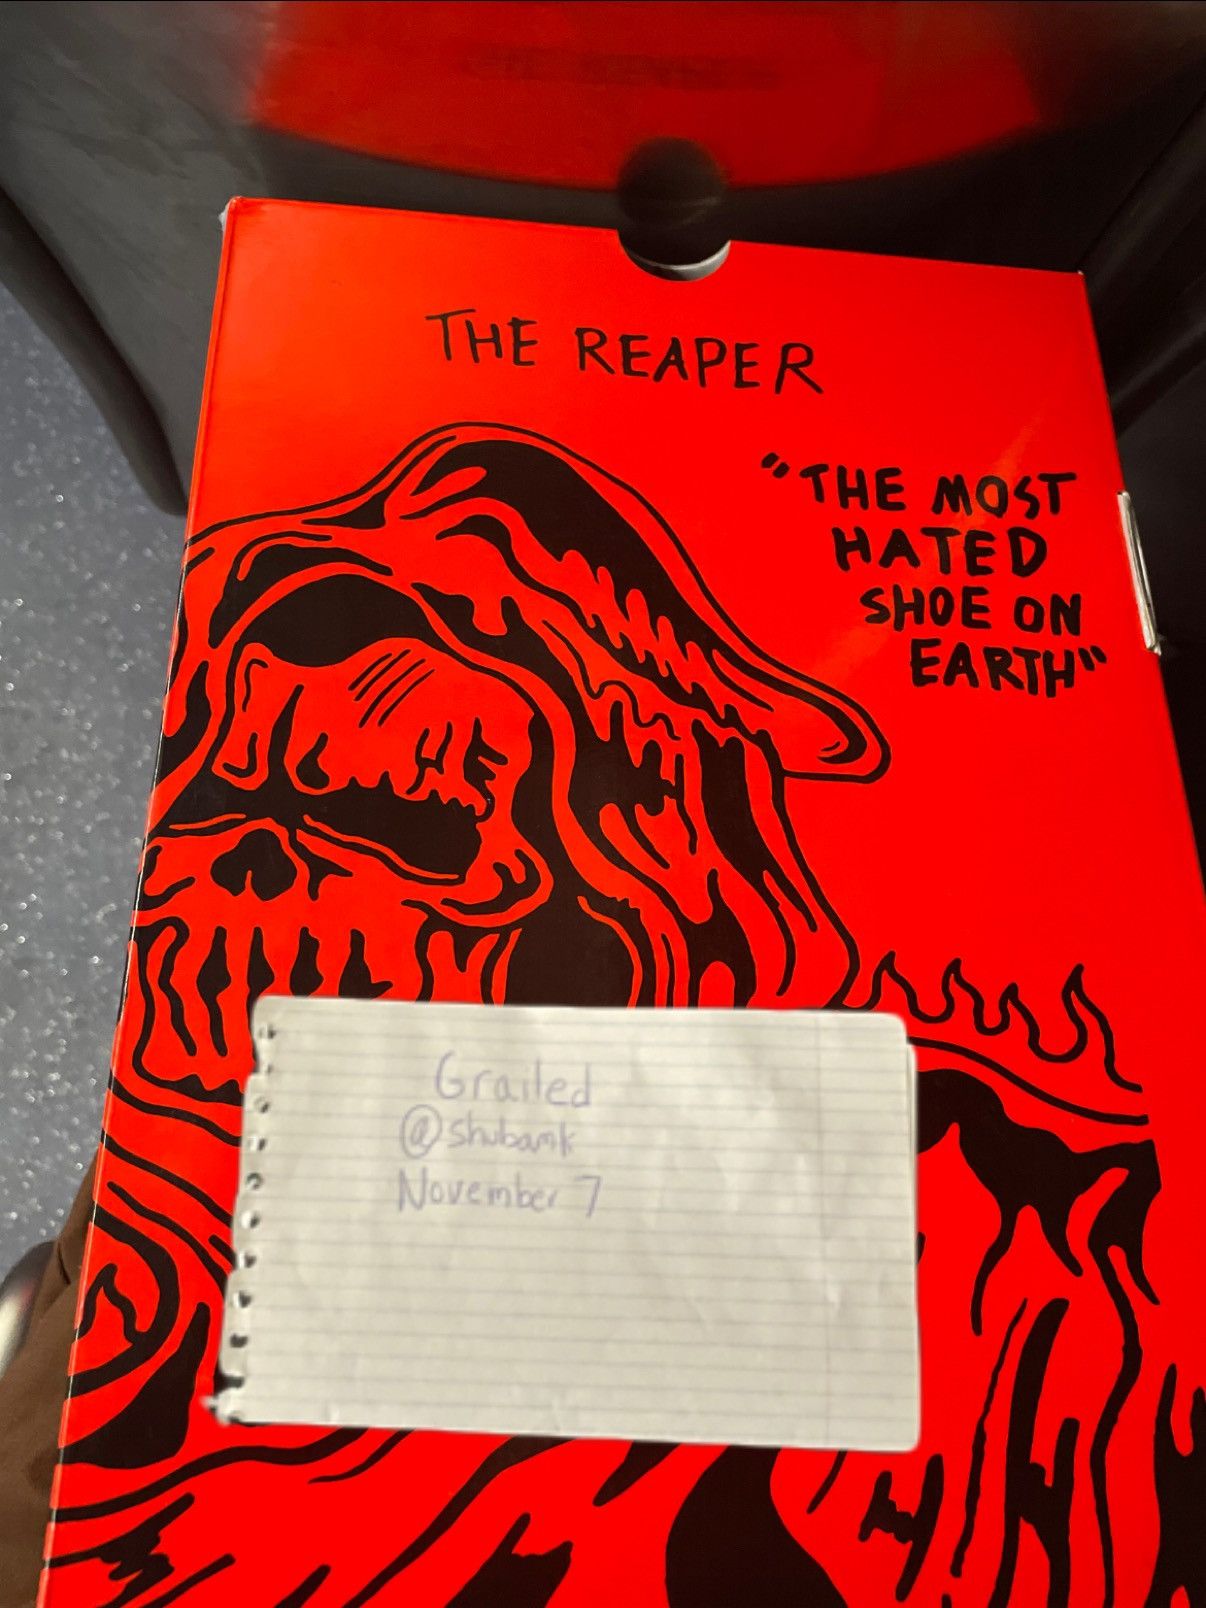 THE REAPER
"THE MOST
HATED
SHOE ON
EARTH"
Grailed
@shubamk
November 7